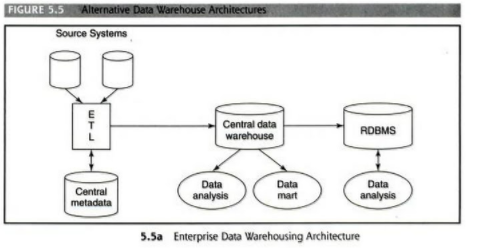 FIGURE 5.5 Alternative Data Warehouse Architectures
Source Systems
E
T
L
Central data
warehouse
RDBMS
Central
metadata
Data
analysis
Data
mart
Data
analysis
5.5a Enterprise Data Warehousing Architecture